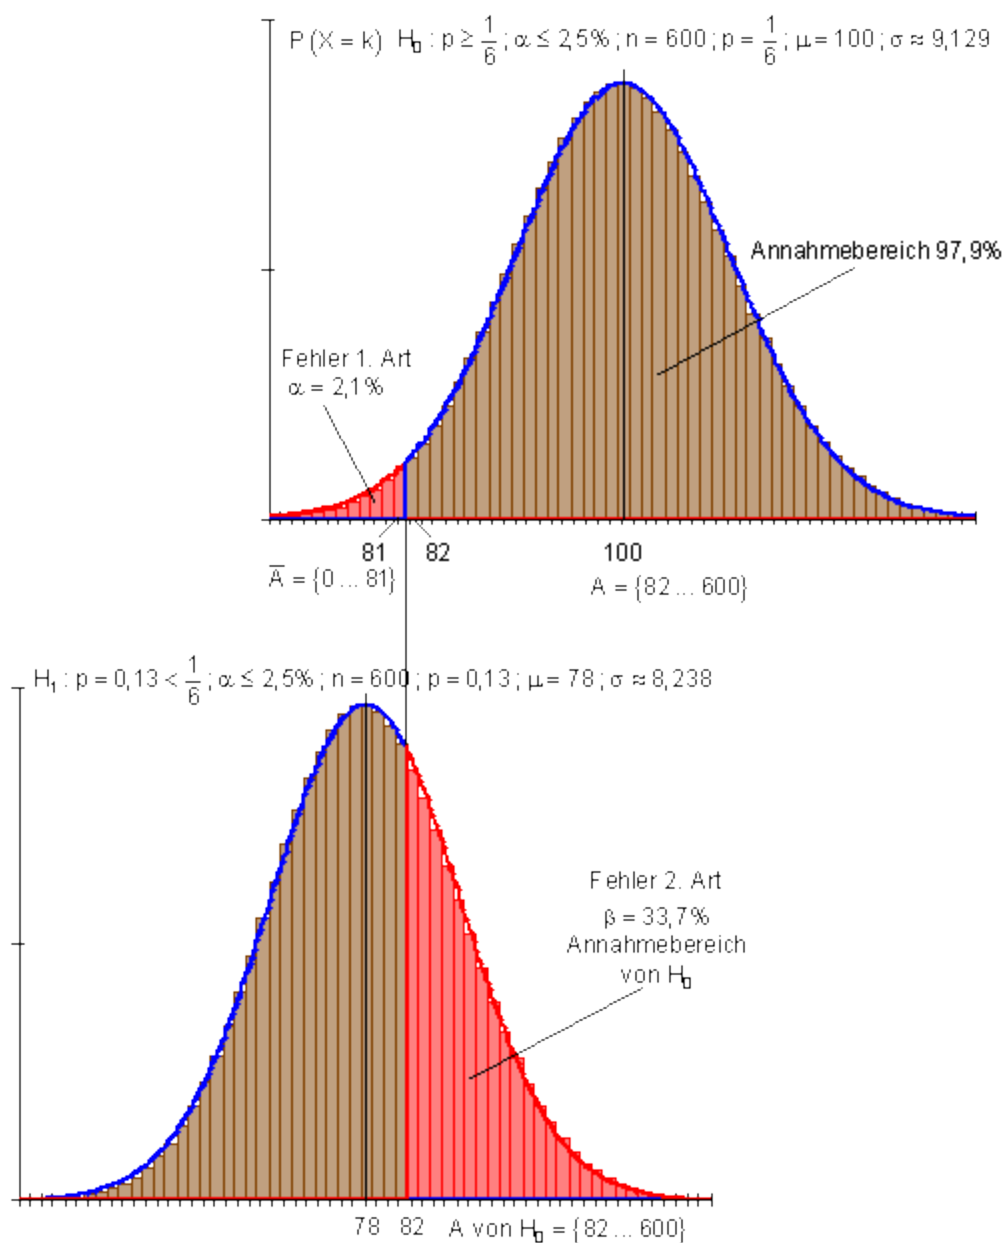 P (X = k) H₀ : p ≥ 1/6 ; α ≤ 2,5% ; n = 600 ; p = 1/6 ; μ = 100 ; σ ≈ 9,129
Annahmebereich 97,9%
Fehler 1. Art
α = 2,1%
81 82 100
A̅ = {0 ... 81} A = {82 ... 600}
H₁ : p = 0,13 < 1/6 ; α ≤ 2,5% ; n = 600 ; p = 0,13 ; μ = 78 ; σ ≈ 8,238
Fehler 2. Art
β = 33,7%
Annahmebereich
von H₀
78 82 A von H₀ = {82 ... 600}